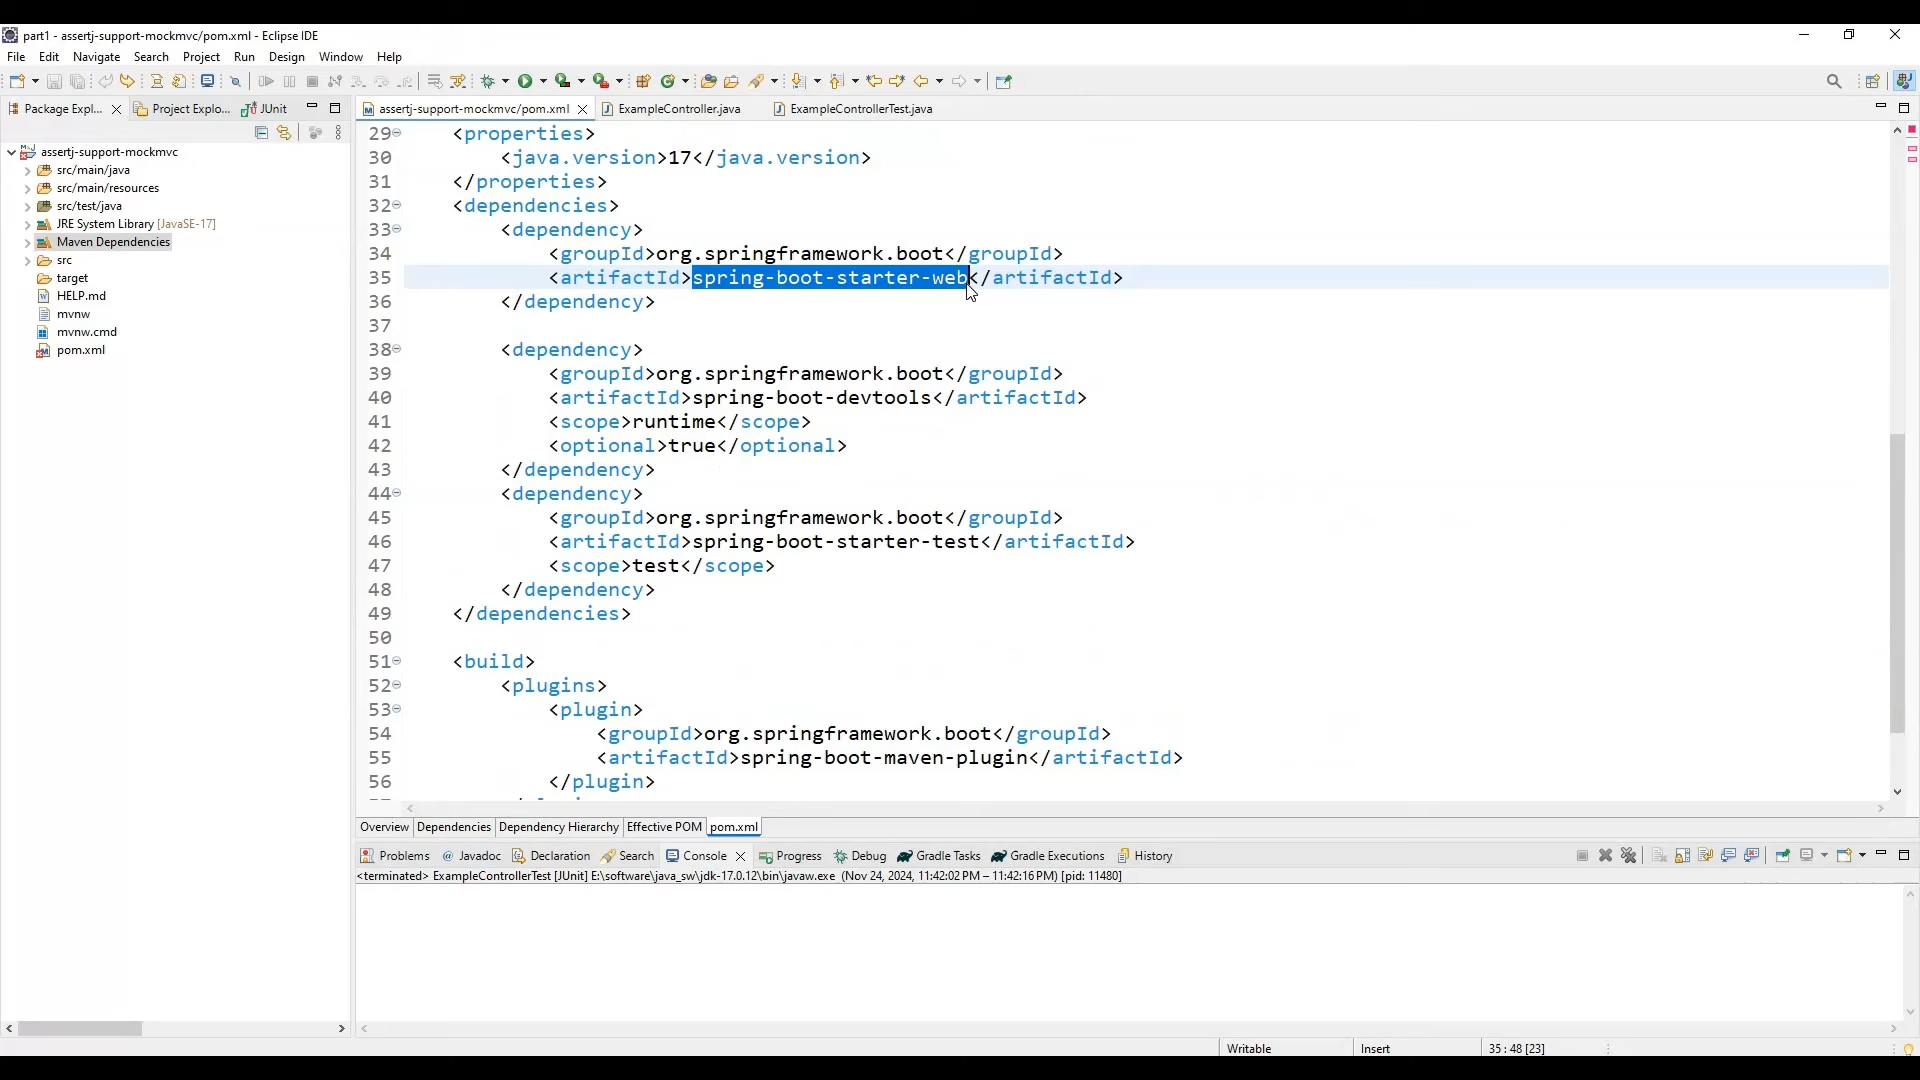 part1 - assertj-support-mockmvc/pom.xml - Eclipse IDE
File Edit Navigate Search Project Run Design Window Help
Package Expl... Project Explo... JUnit
assertj-support-mockmvc/pom.xml ExampleController.java ExampleControllerTest.java
assertj-support-mockmvc
src/main/java
src/main/resources
src/test/java
JRE System Library [JavaSE-17]
Maven Dependencies
src
target
HELP.md
mvnw
mvnw.cmd
pom.xml
29 <properties>
30 <java.version>17</java.version>
31 </properties>
32 <dependencies>
33 <dependency>
34 <groupId>org.springframework.boot</groupId>
35 <artifactId>spring-boot-starter-web</artifactId>
36 </dependency>
37
38 <dependency>
39 <groupId>org.springframework.boot</groupId>
40 <artifactId>spring-boot-devtools</artifactId>
41 <scope>runtime</scope>
42 <optional>true</optional>
43 </dependency>
44 <dependency>
45 <groupId>org.springframework.boot</groupId>
46 <artifactId>spring-boot-starter-test</artifactId>
47 <scope>test</scope>
48 </dependency>
49 </dependencies>
50
51 <build>
52 <plugins>
53 <plugin>
54 <groupId>org.springframework.boot</groupId>
55 <artifactId>spring-boot-maven-plugin</artifactId>
56 </plugin>
Overview Dependencies Dependency Hierarchy Effective POM pom.xml
Problems Javadoc Declaration Search Console Progress Debug Gradle Tasks Gradle Executions History
<terminated> ExampleControllerTest [JUnit] E:\software\java_sw\jdk-17.0.12\bin\javaw.exe (Nov 24, 2024, 11:42:02 PM – 11:42:16 PM) [pid: 11480]
Writable Insert 35 : 48 [23]